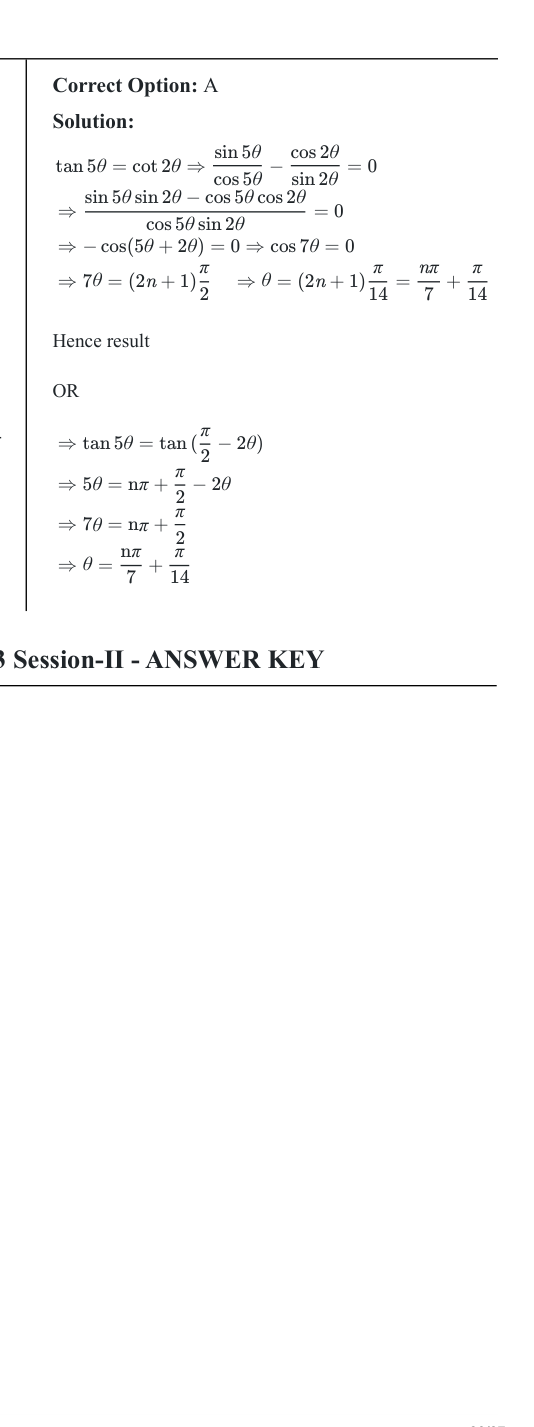 Correct Option: A
Solution:
tan 5θ = cot 2θ ⇒ sin 5θ/cos 5θ − cos 2θ/sin 2θ = 0
⇒ (sin 5θ sin 2θ − cos 5θ cos 2θ)/(cos 5θ sin 2θ) = 0
⇒ − cos(5θ + 2θ) = 0 ⇒ cos 7θ = 0
⇒ 7θ = (2n + 1)π/2 ⇒ θ = (2n + 1)π/14 = nπ/7 + π/14
Hence result
OR
⇒ tan 5θ = tan (π/2 − 2θ)
⇒ 5θ = nπ + π/2 − 2θ
⇒ 7θ = nπ + π/2
⇒ θ = nπ/7 + π/14
3 Session-II - ANSWER KEY